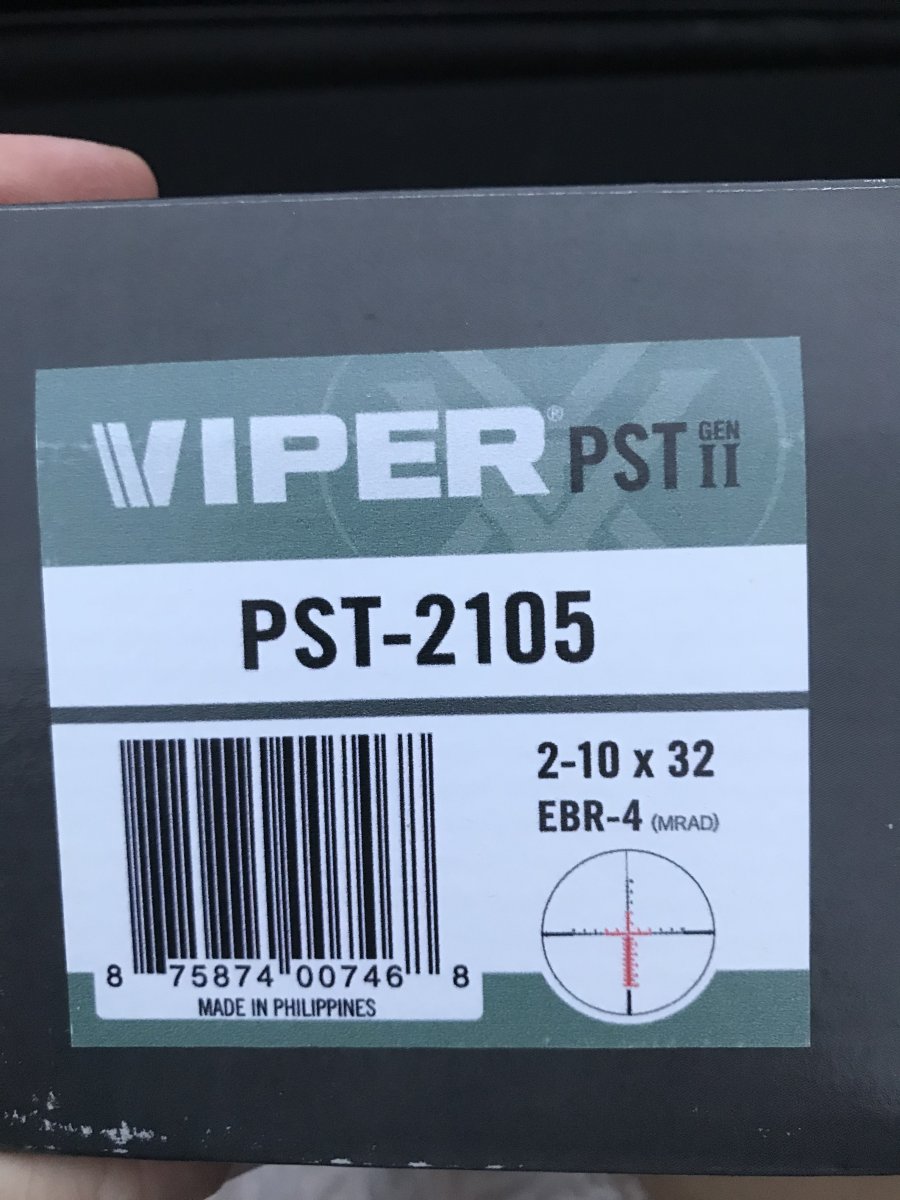 VIPER® PST GEN II
PST-2105
2-10 x 32
EBR-4 (MRAD)
8 75874 00746 8
MADE IN PHILIPPINES